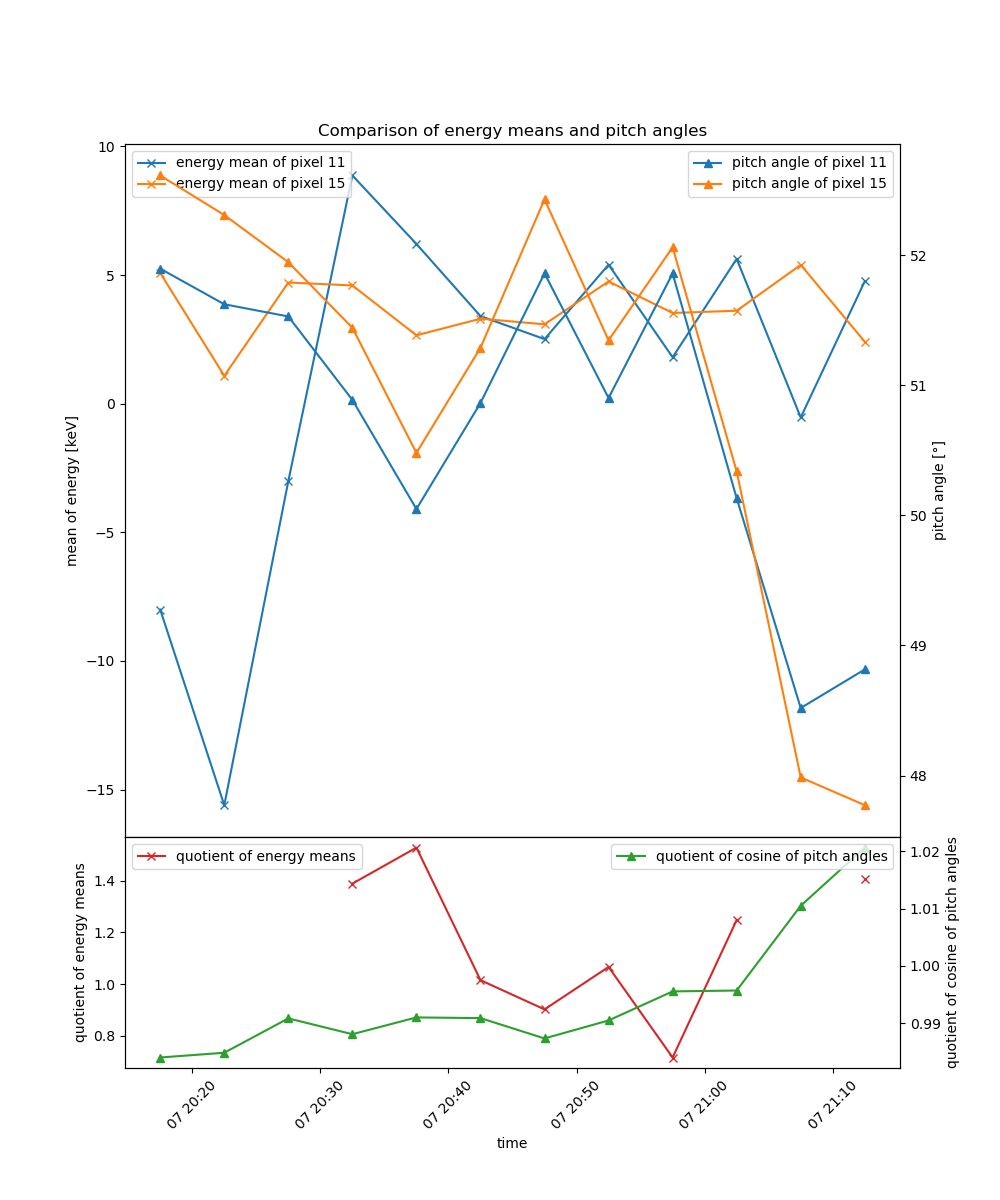 Comparison of energy means and pitch angles
energy mean of pixel 11
energy mean of pixel 15
pitch angle of pixel 11
pitch angle of pixel 15
10
5
0
−5
−10
−15
mean of energy [keV]
52
51
50
49
48
pitch angle [°]
quotient of energy means
quotient of cosine of pitch angles
1.4
1.2
1.0
0.8
quotient of energy means
1.02
1.01
1.00
0.99
quotient of cosine of pitch angles
07 20:20
07 20:30
07 20:40
07 20:50
07 21:00
07 21:10
time